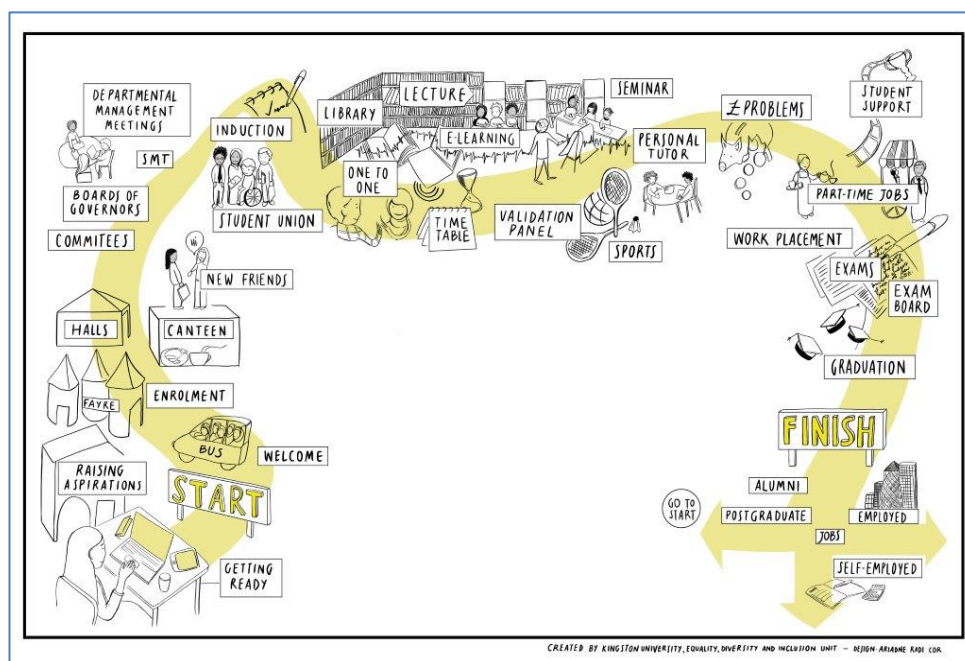 DEPARTMENTAL
MANAGEMENT
MEETINGS
SMT
BOARDS OF
GOVERNORS
COMMITEES
INDUCTION
STUDENT UNION
Hi
NEW FRIENDS
CANTEEN
HALLS
FAYRE
ENROLMENT
BUS
WELCOME
RAISING
ASPIRATIONS
START
GETTING
READY
LIBRARY
LECTURE
E-LEARNING
SEMINAR
ONE TO
ONE
TIME
TABLE
VALIDATION
PANEL
SPORTS
PERSONAL
TUTOR
£ PROBLEMS
STUDENT
SUPPORT
PART-TIME JOBS
WORK PLACEMENT
EXAMS
EXAM
BOARD
GRADUATION
FINISH
ALUMNI
GO TO
START
POSTGRADUATE
EMPLOYED
JOBS
SELF-EMPLOYED
CREATED BY KINGSTON UNIVERSITY, EQUALITY, DIVERSITY AND INCLUSION UNIT – DESIGN: ARIADNE RADI COR